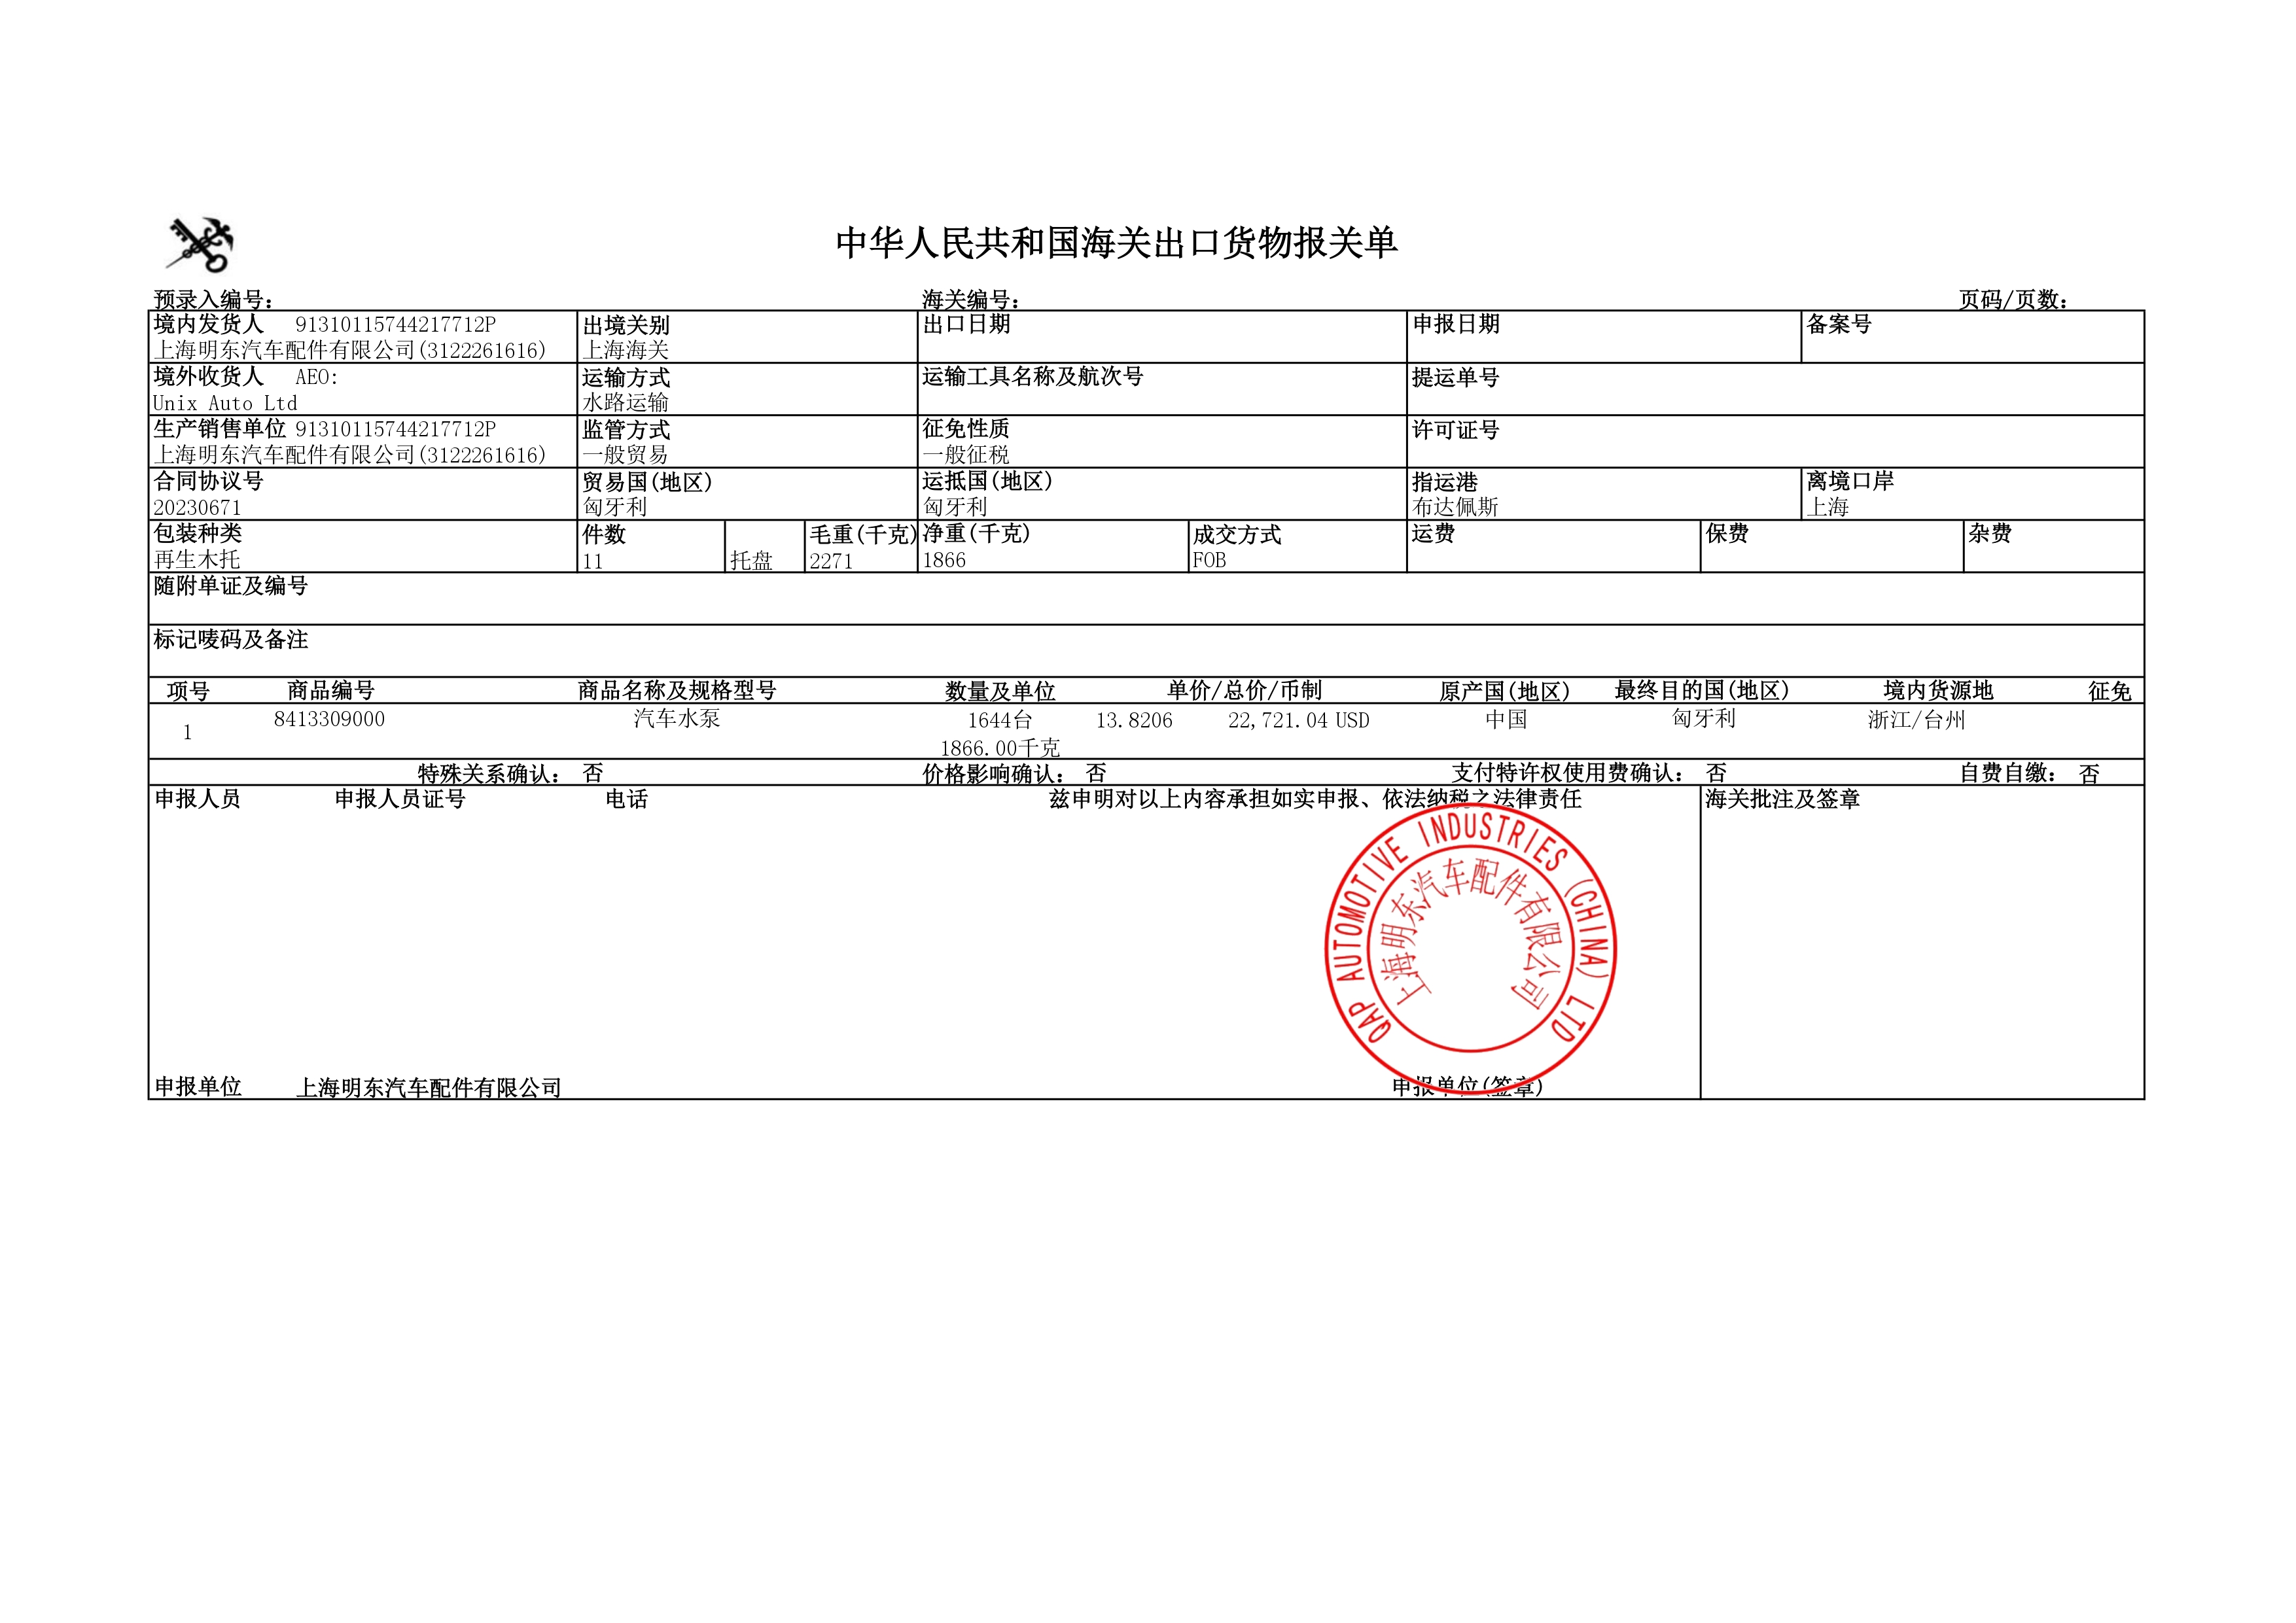 中华人民共和国海关出口货物报关单
预录入编号： 海关编号： 页码/页数：
境内发货人 91310115744217712P 出境关别 出口日期 申报日期 备案号
上海明东汽车配件有限公司(3122261616) 上海海关
境外收货人 AEO: 运输方式 运输工具名称及航次号 提运单号
Unix Auto Ltd 水路运输
生产销售单位 91310115744217712P 监管方式 征免性质 许可证号
上海明东汽车配件有限公司(3122261616) 一般贸易 一般征税
合同协议号 贸易国(地区) 运抵国(地区) 指运港 离境口岸
20230671 匈牙利 匈牙利 布达佩斯 上海
包装种类 件数 毛重(千克) 净重(千克) 成交方式 运费 保费 杂费
再生木托 11 托盘 2271 1866 FOB
随附单证及编号
标记唛码及备注
项号 商品编号 商品名称及规格型号 数量及单位 单价/总价/币制 原产国(地区) 最终目的国(地区) 境内货源地 征免
1 8413309000 汽车水泵 1644台 13.8206 22,721.04 USD 中国 匈牙利 浙江/台州
1866.00千克
特殊关系确认： 否 价格影响确认： 否 支付特许权使用费确认： 否 自费自缴： 否
申报人员 申报人员证号 电话 兹申明对以上内容承担如实申报、依法纳税之法律责任 海关批注及签章
QAP AUTOMOTIVE INDUSTRIES (CHINA) LTD
上海明东汽车配件有限公司
申报单位 上海明东汽车配件有限公司 申报单位(签章)